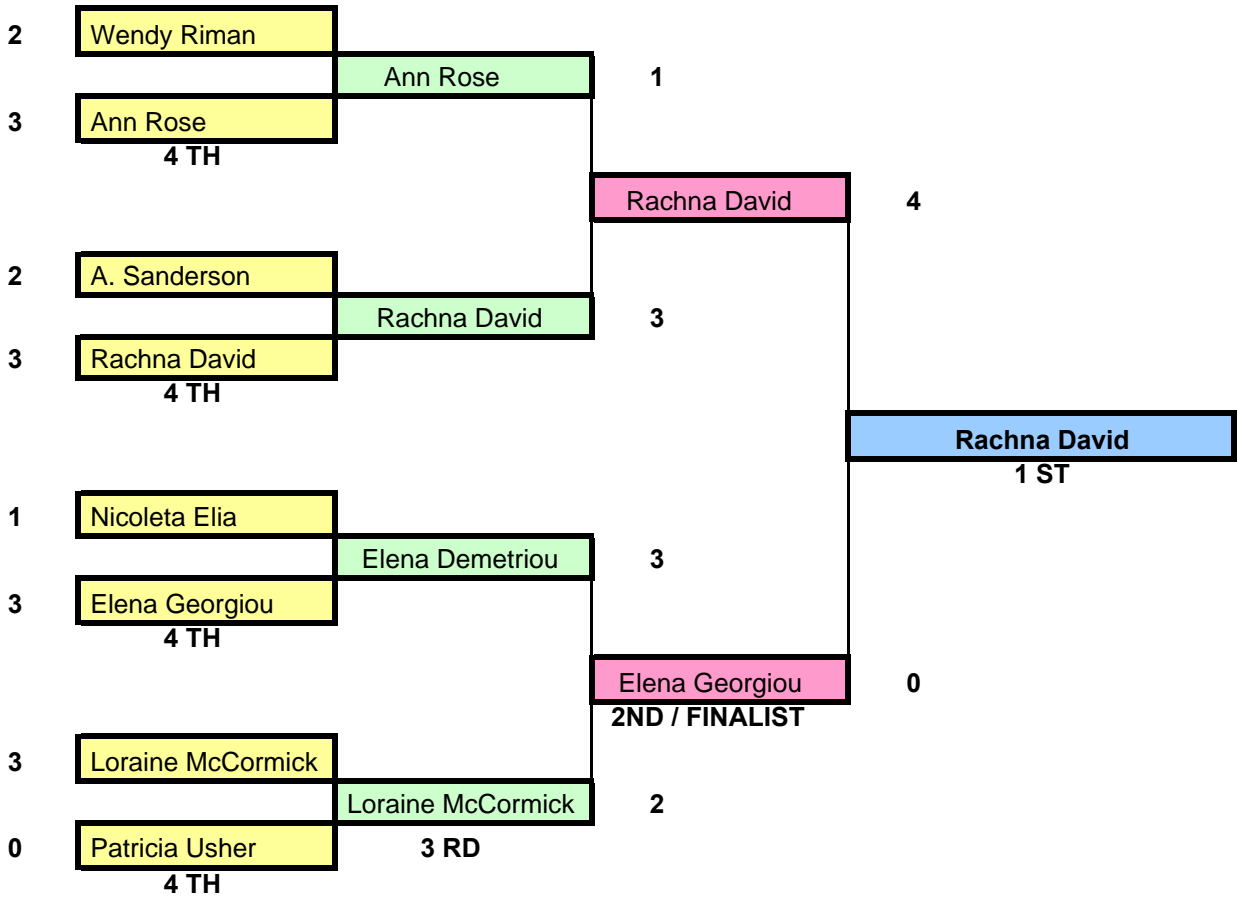 2 Wendy Riman
Ann Rose 1
3 Ann Rose
4 TH
Rachna David 4
2 A. Sanderson
Rachna David 3
3 Rachna David
4 TH
Rachna David
1 ST
1 Nicoleta Elia
Elena Demetriou 3
3 Elena Georgiou
4 TH
Elena Georgiou 0
2ND / FINALIST
3 Loraine McCormick
Loraine McCormick 2
0 Patricia Usher 3 RD
4 TH